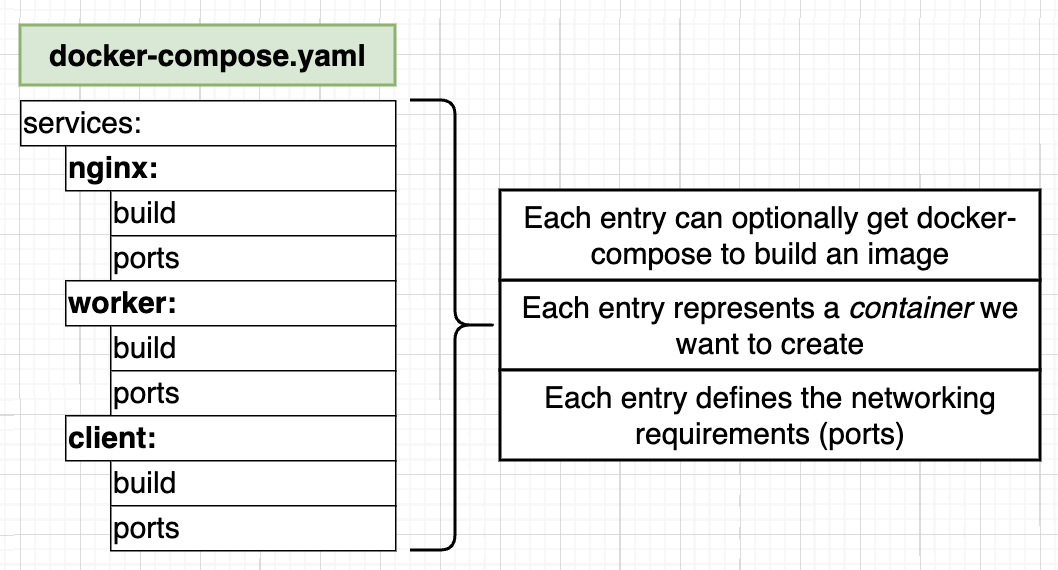 docker-compose.yaml
services:
nginx:
build
ports
worker:
build
ports
client:
build
ports
Each entry can optionally get docker-
compose to build an image
Each entry represents a container we
want to create
Each entry defines the networking
requirements (ports)